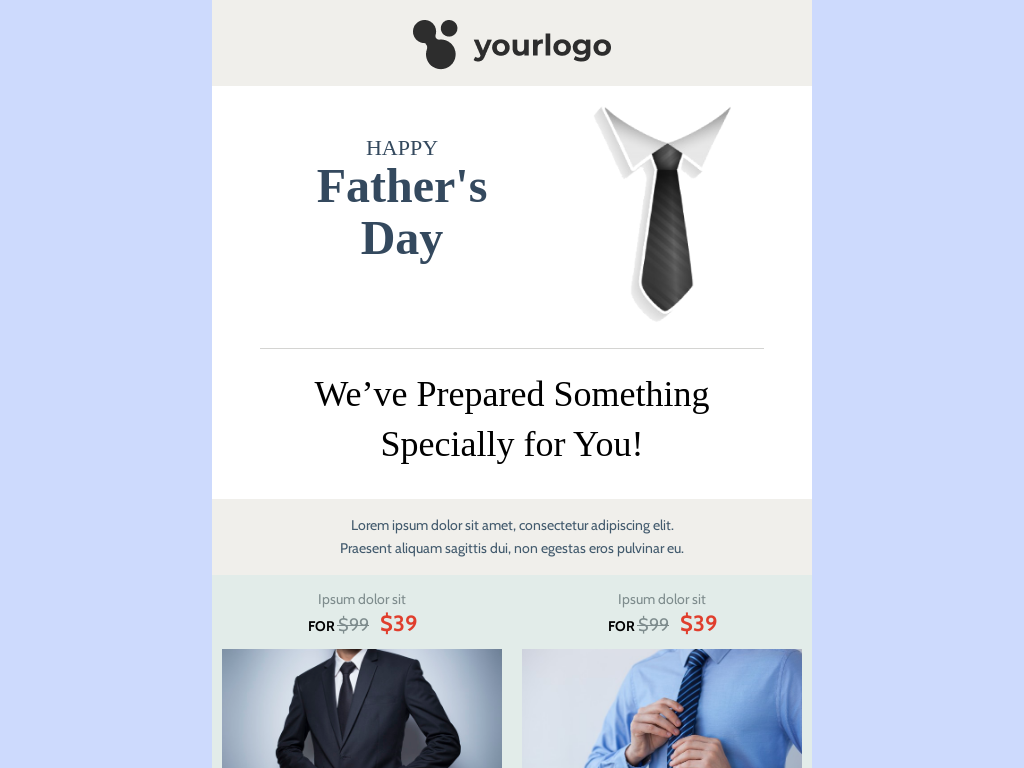 yourlogo
HAPPY
Father's
Day
We’ve Prepared Something
Specially for You!
Lorem ipsum dolor sit amet, consectetur adipiscing elit.
Praesent aliquam sagittis dui, non egestas eros pulvinar eu.
Ipsum dolor sit
FOR $99 $39
Ipsum dolor sit
FOR $99 $39